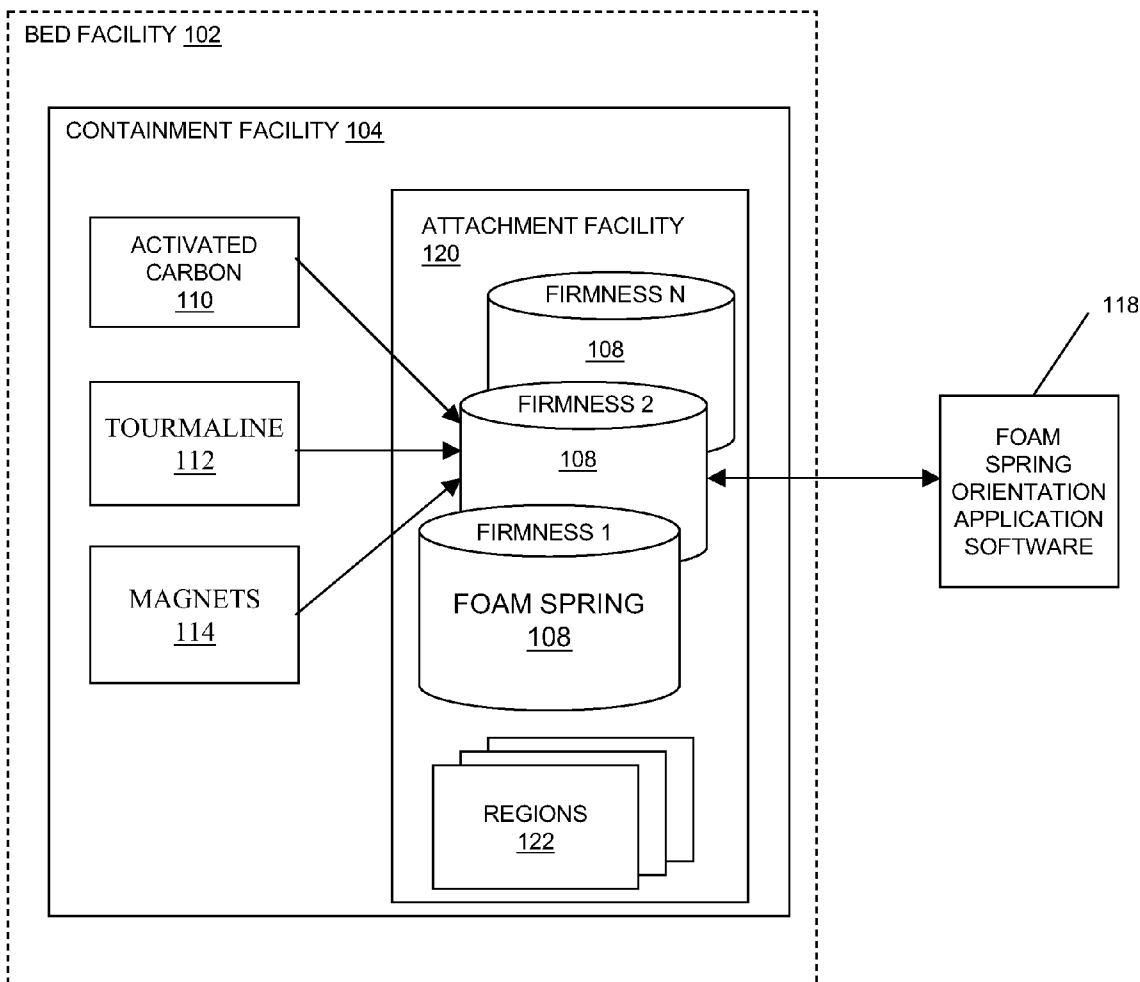 BED FACILITY 102
CONTAINMENT FACILITY 104
ACTIVATED
CARBON
110
TOURMALINE
112
MAGNETS
114
ATTACHMENT FACILITY
120
FIRMNESS N
108
FIRMNESS 2
108
FIRMNESS 1
FOAM SPRING
108
REGIONS
122
118
FOAM
SPRING
ORIENTATION
APPLICATION
SOFTWARE